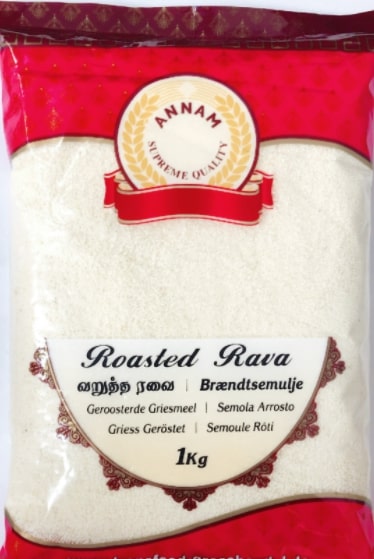 ANNAM
SUPREME QUALITY
Roasted Rava
வறுத்த ரவை | Brændtsemulje
Geroosterde Griesmeel | Semola Arrosto
Griess Geröstet | Semoule Rôti
1Kg